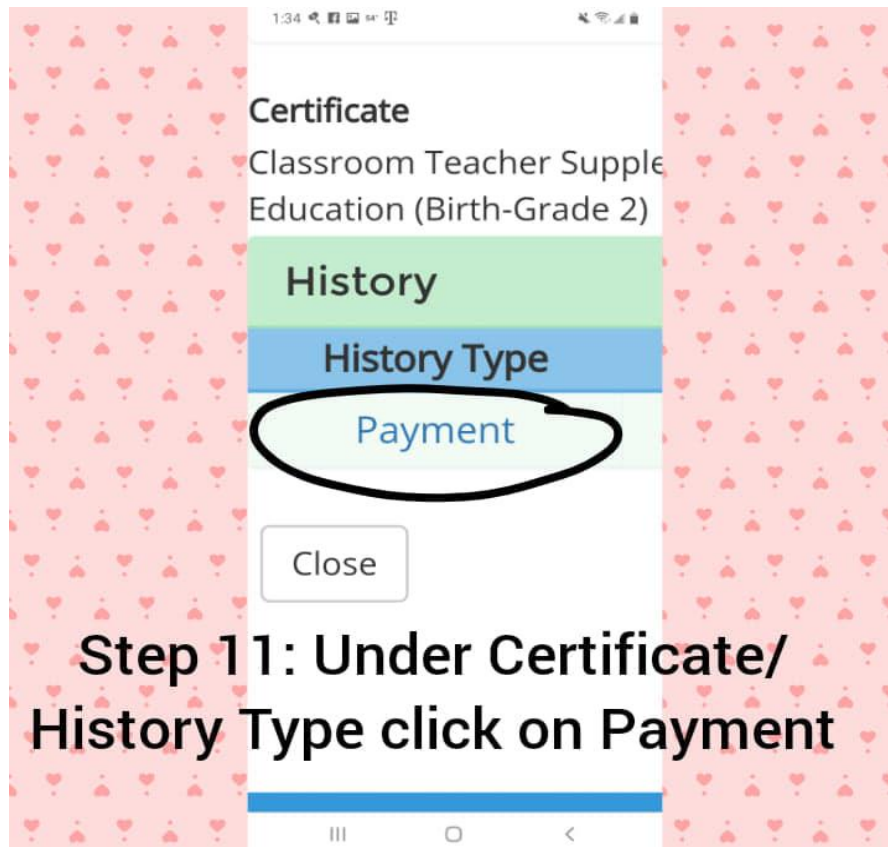 1:34 54°
Certificate
Classroom Teacher Supple
Education (Birth-Grade 2)
History
History Type
Payment
Close
Step 11: Under Certificate/
History Type click on Payment